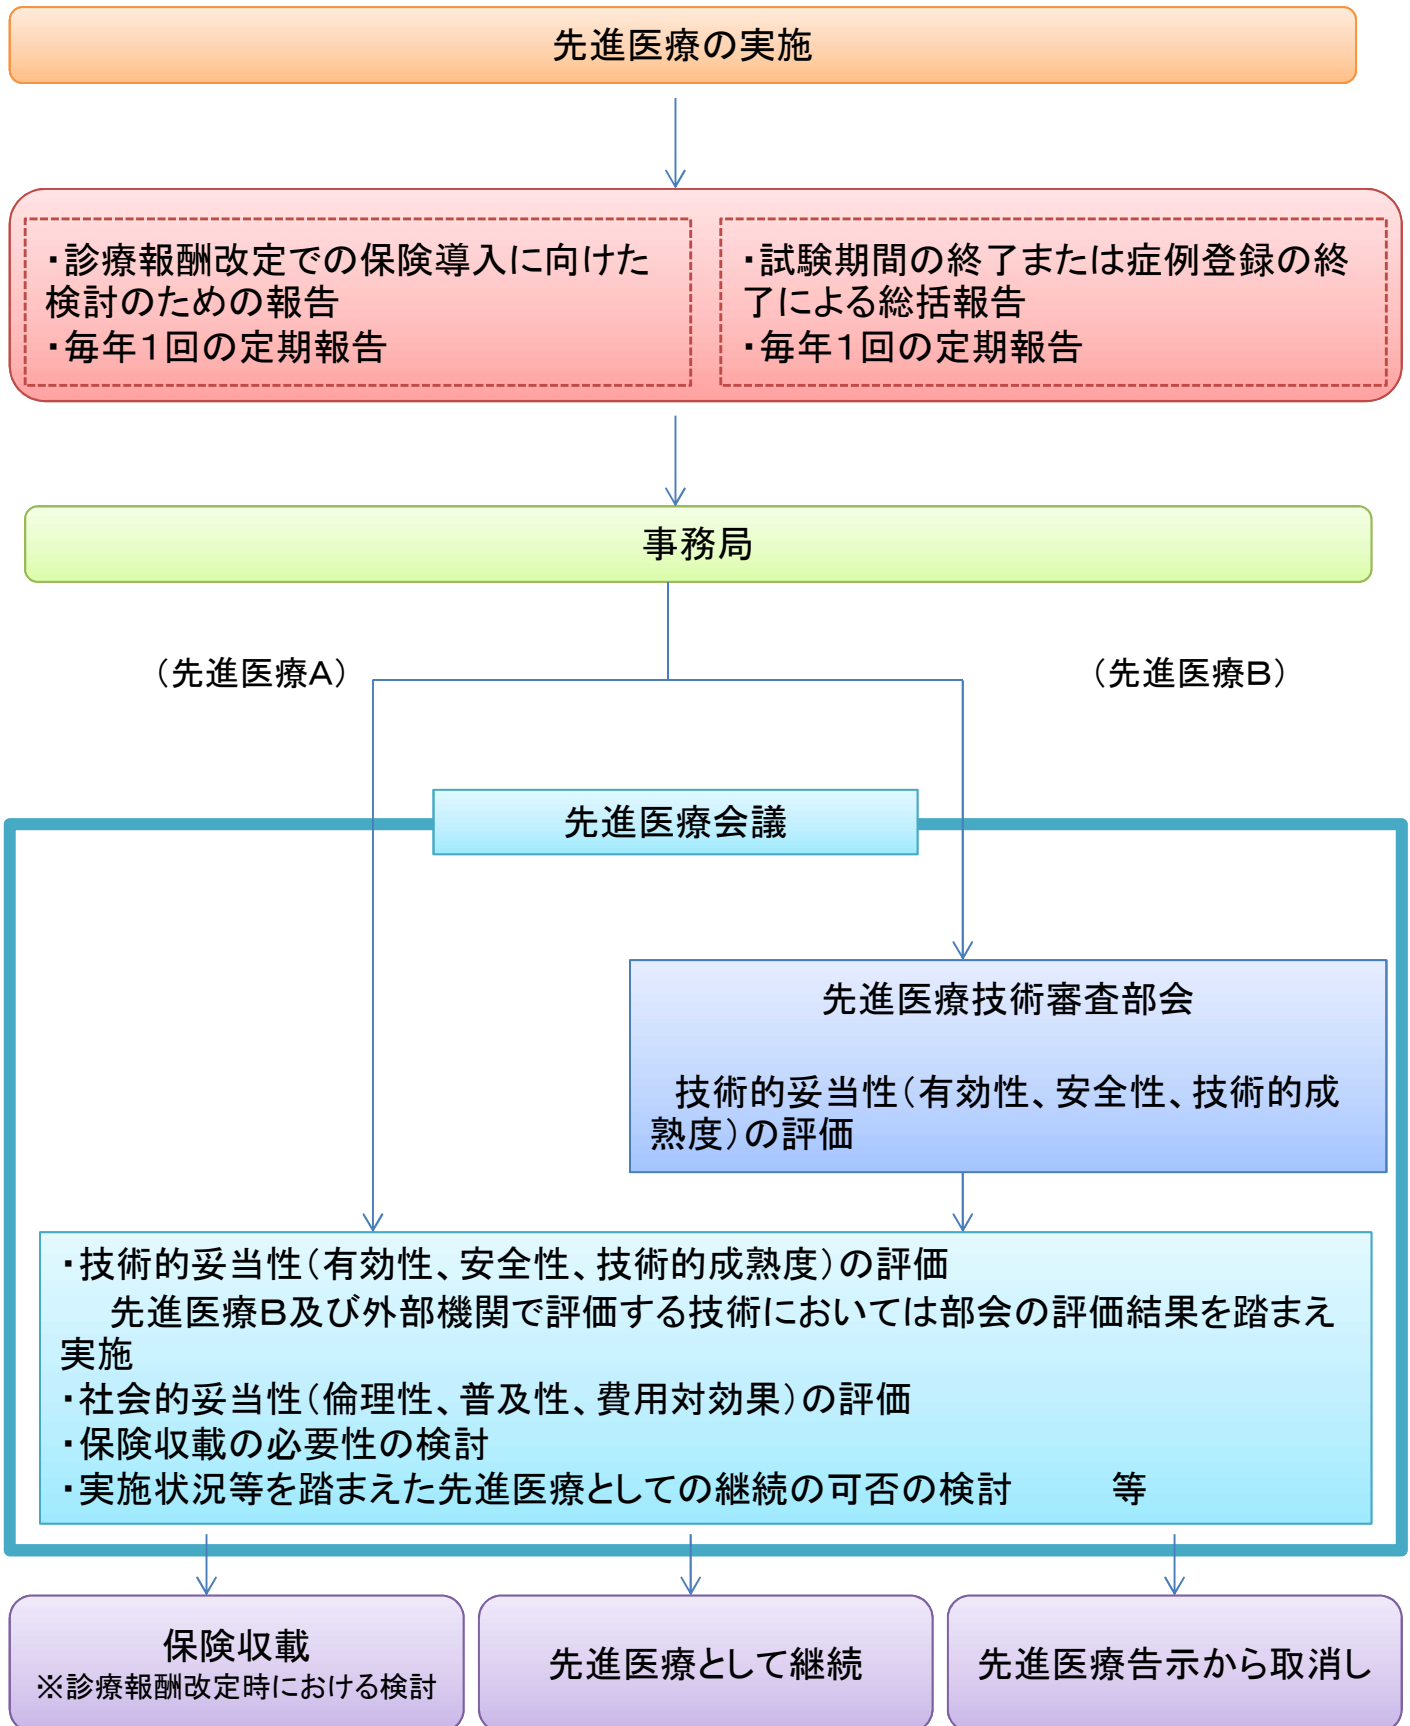 先進医療の実施
・診療報酬改定での保険導入に向けた
検討のための報告
・毎年１回の定期報告
・試験期間の終了または症例登録の終
了による総括報告
・毎年１回の定期報告
事務局
（先進医療Ａ）
（先進医療Ｂ）
先進医療会議
先進医療技術審査部会
技術的妥当性（有効性、安全性、技術的成
熟度）の評価
・技術的妥当性（有効性、安全性、技術的成熟度）の評価
先進医療Ｂ及び外部機関で評価する技術においては部会の評価結果を踏まえ
実施
・社会的妥当性（倫理性、普及性、費用対効果）の評価
・保険収載の必要性の検討
・実施状況等を踏まえた先進医療としての継続の可否の検討　　等
保険収載
※診療報酬改定時における検討
先進医療として継続
先進医療告示から取消し